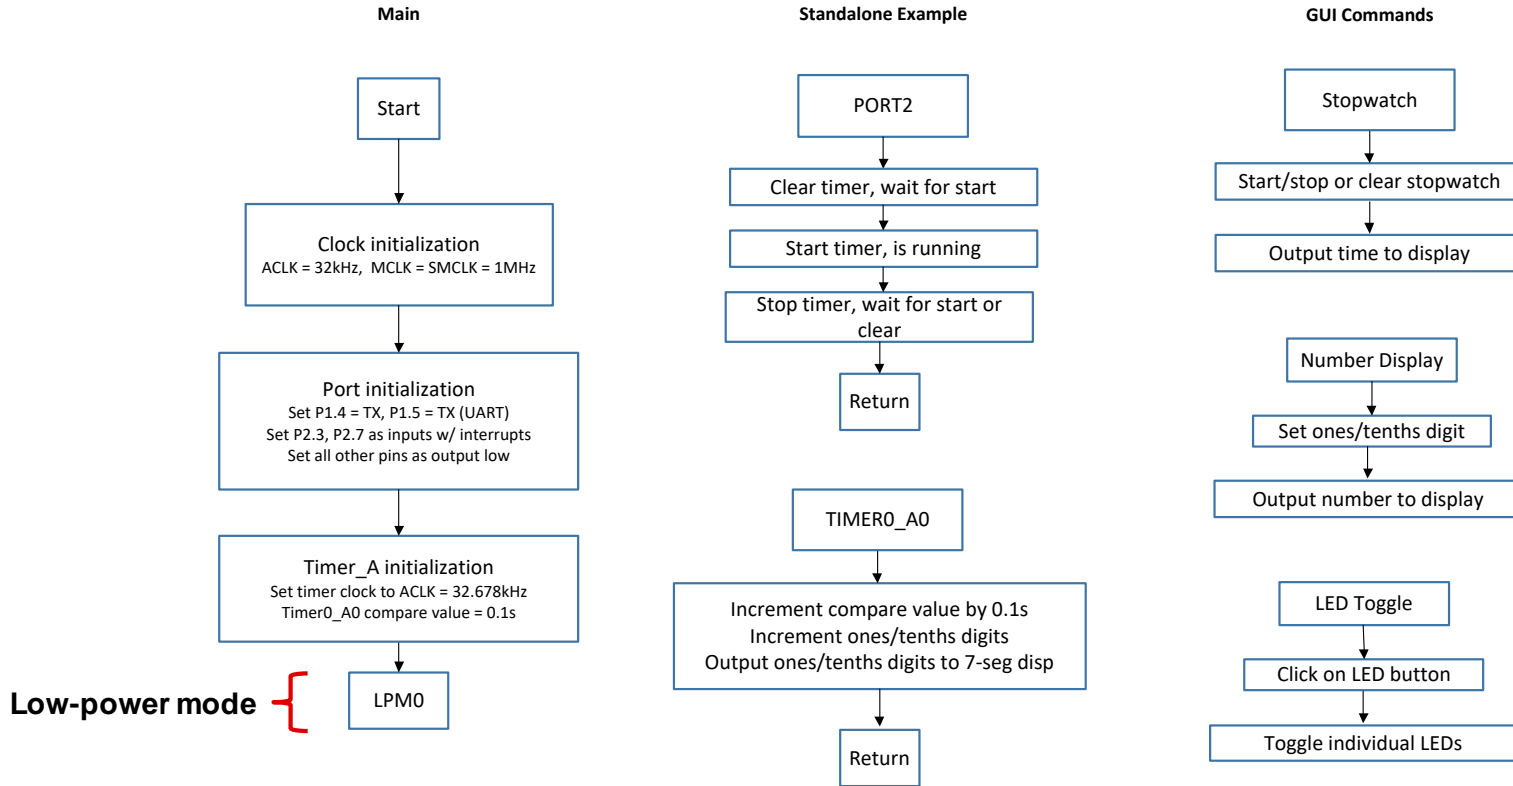 Main
Start
Clock initialization
ACLK = 32kHz, MCLK = SMCLK = 1MHz
Port initialization
Set P1.4 = TX, P1.5 = TX (UART)
Set P2.3, P2.7 as inputs w/ interrupts
Set all other pins as output low
Timer_A initialization
Set timer clock to ACLK = 32.678kHz
Timer0_A0 compare value = 0.1s
Low-power mode
LPM0
Standalone Example
PORT2
Clear timer, wait for start
Start timer, is running
Stop timer, wait for start or
clear
Return
TIMER0_A0
Increment compare value by 0.1s
Increment ones/tenths digits
Output ones/tenths digits to 7-seg disp
Return
GUI Commands
Stopwatch
Start/stop or clear stopwatch
Output time to display
Number Display
Set ones/tenths digit
Output number to display
LED Toggle
Click on LED button
Toggle individual LEDs